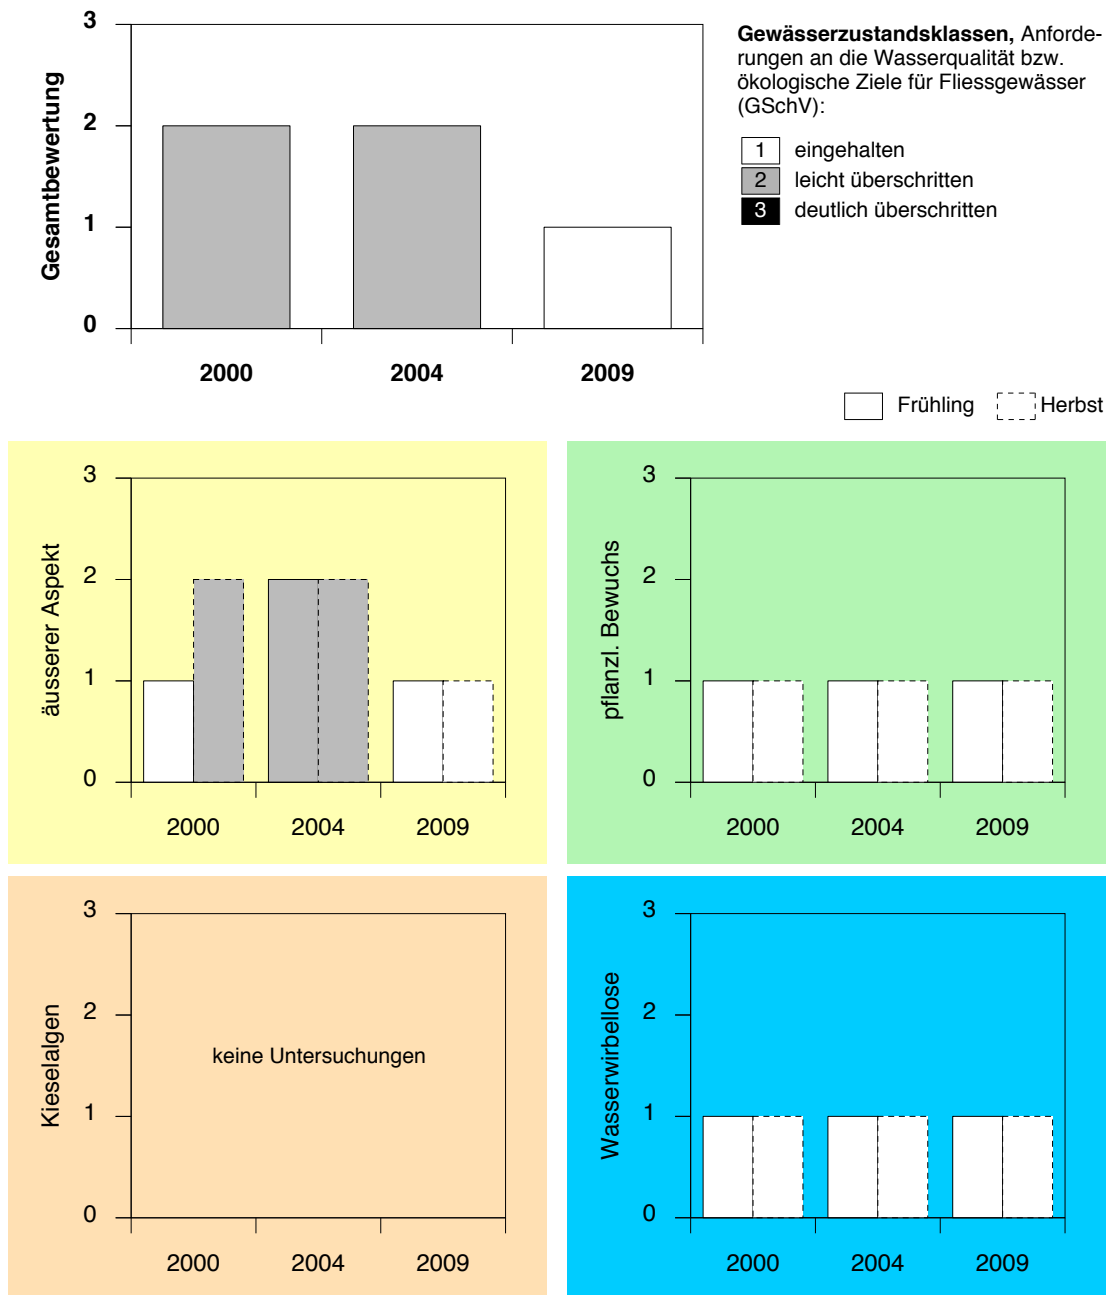 Gesamtbewertung
3
2
1
0
2000 2004 2009
Gewässerzustandsklassen, Anforde-
rungen an die Wasserqualität bzw.
ökologische Ziele für Fliessgewässer
(GSchV):
1 eingehalten
2 leicht überschritten
3 deutlich überschritten
Frühling Herbst
äusserer Aspekt
3
2
1
0
2000 2004 2009
pflanzl. Bewuchs
3
2
1
0
2000 2004 2009
Kieselalgen
3
2
1
0
keine Untersuchungen
2000 2004 2009
Wasserwirbellose
3
2
1
0
2000 2004 2009